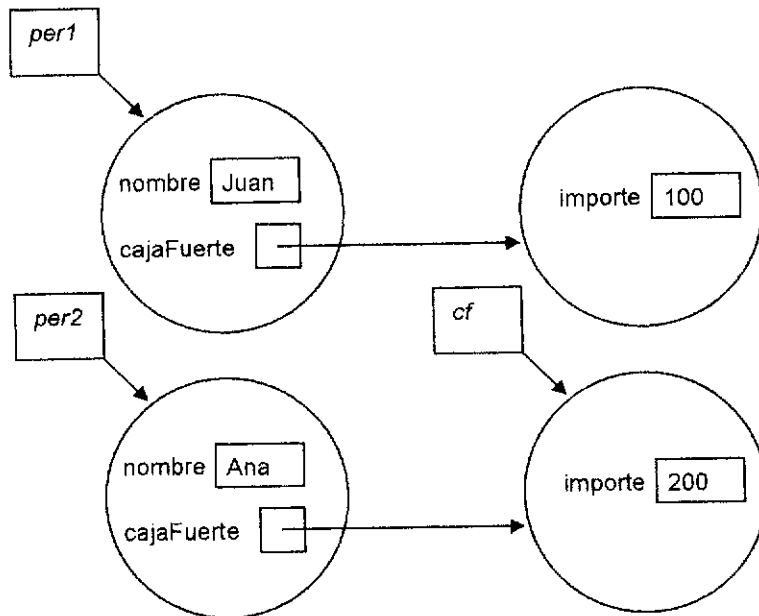 per1
nombre Juan
importe 100
cajaFuerte
per2
cf
nombre Ana
importe 200
cajaFuerte